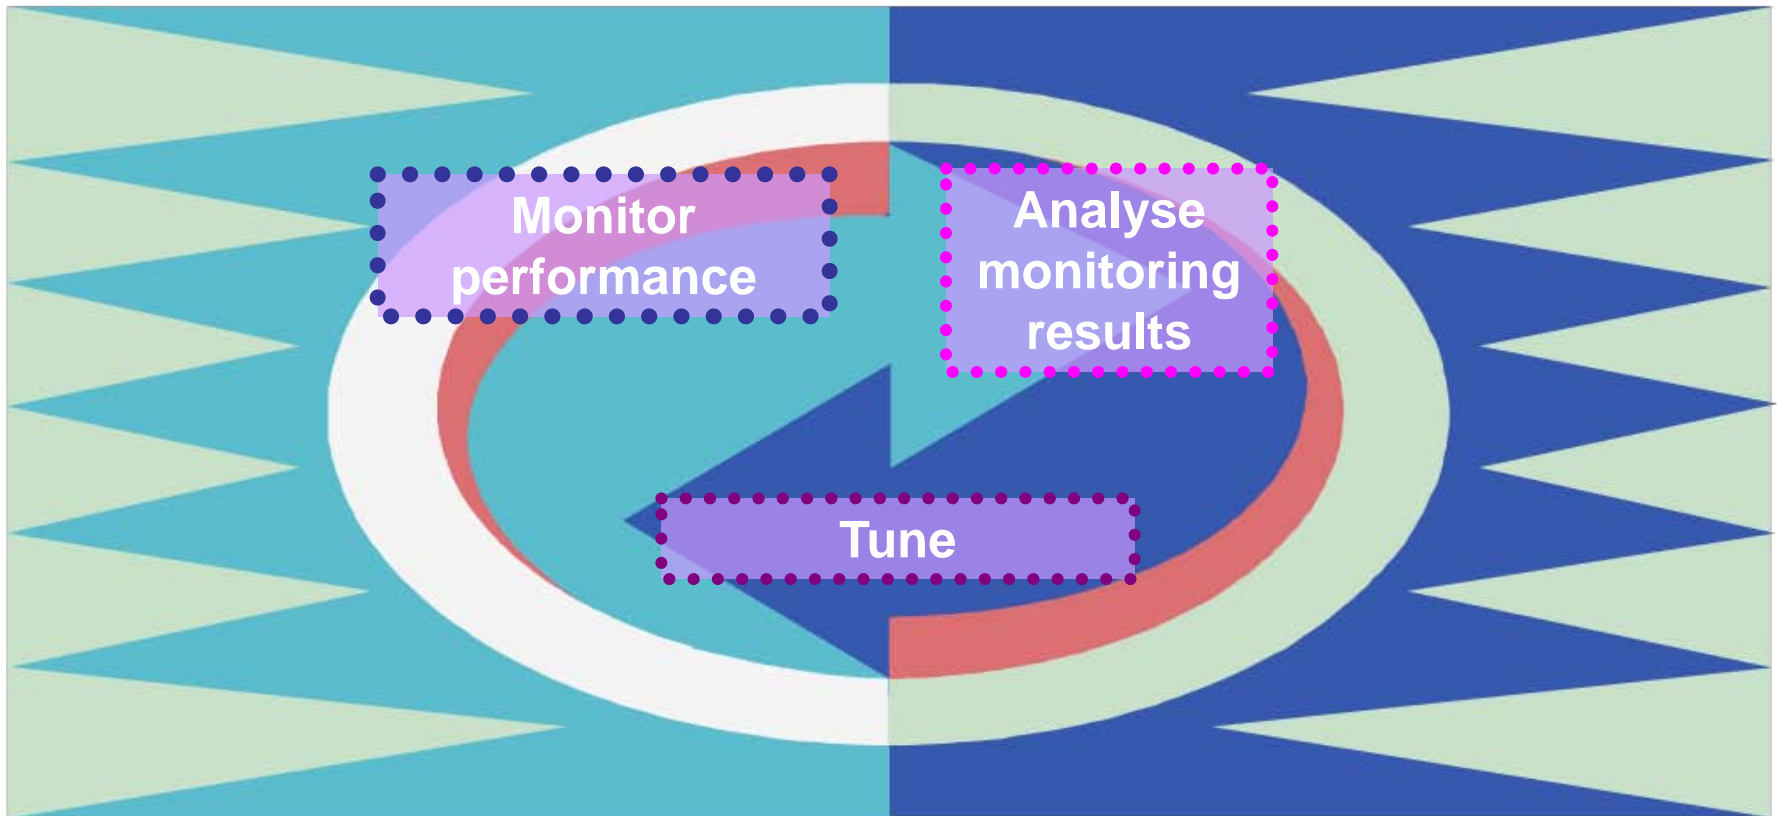 Monitor
performance
Analyse
monitoring
results
Tune